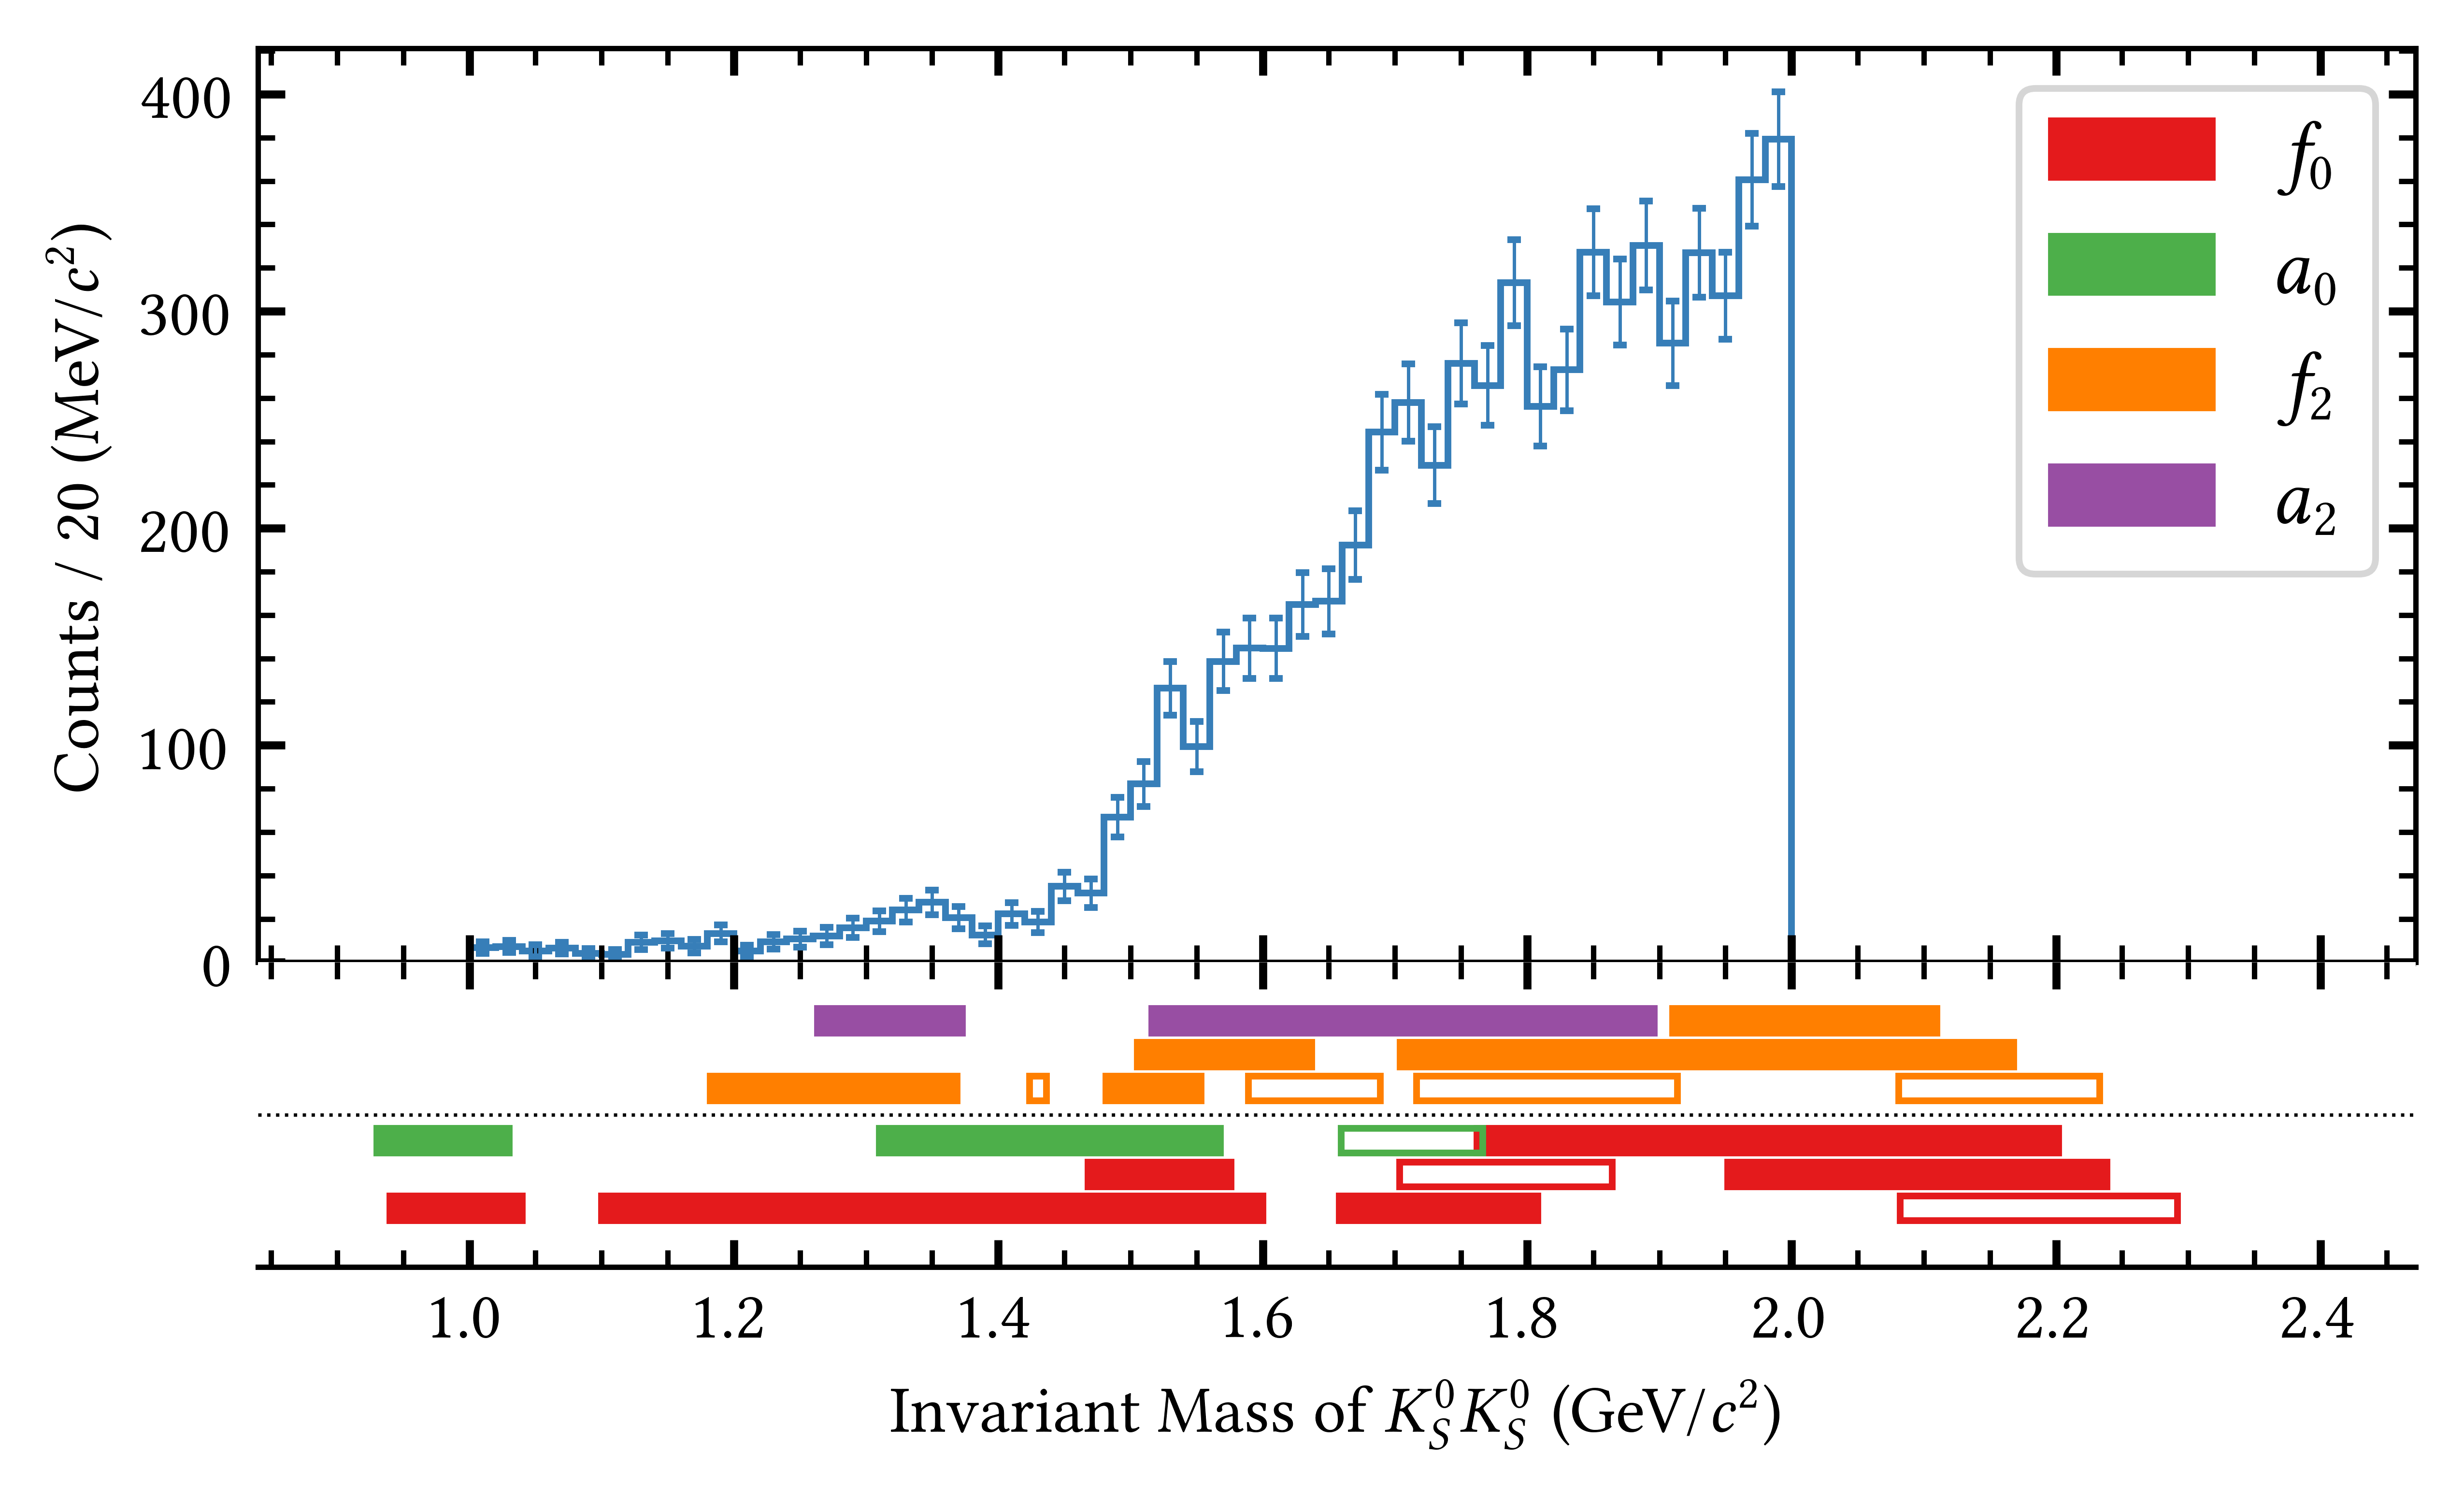 Counts / 20 (MeV/c²)
400
300
200
100
0
f₀
a₀
f₂
a₂
1.0 1.2 1.4 1.6 1.8 2.0 2.2 2.4
Invariant Mass of K⁰_S K⁰_S (GeV/c²)